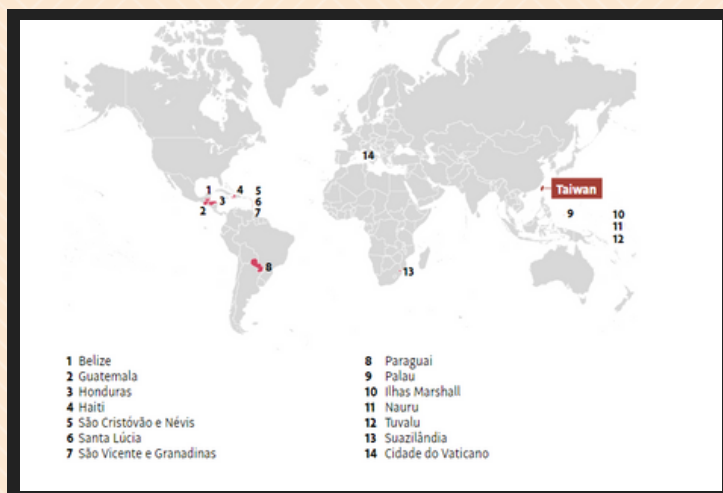 14
Taiwan
1
4
5
2
3
6
7
9
10
11
12
8
13
1 Belize
2 Guatemala
3 Honduras
4 Haiti
5 São Cristóvão e Névis
6 Santa Lúcia
7 São Vicente e Granadinas
8 Paraguai
9 Palau
10 Ilhas Marshall
11 Nauru
12 Tuvalu
13 Suazilândia
14 Cidade do Vaticano